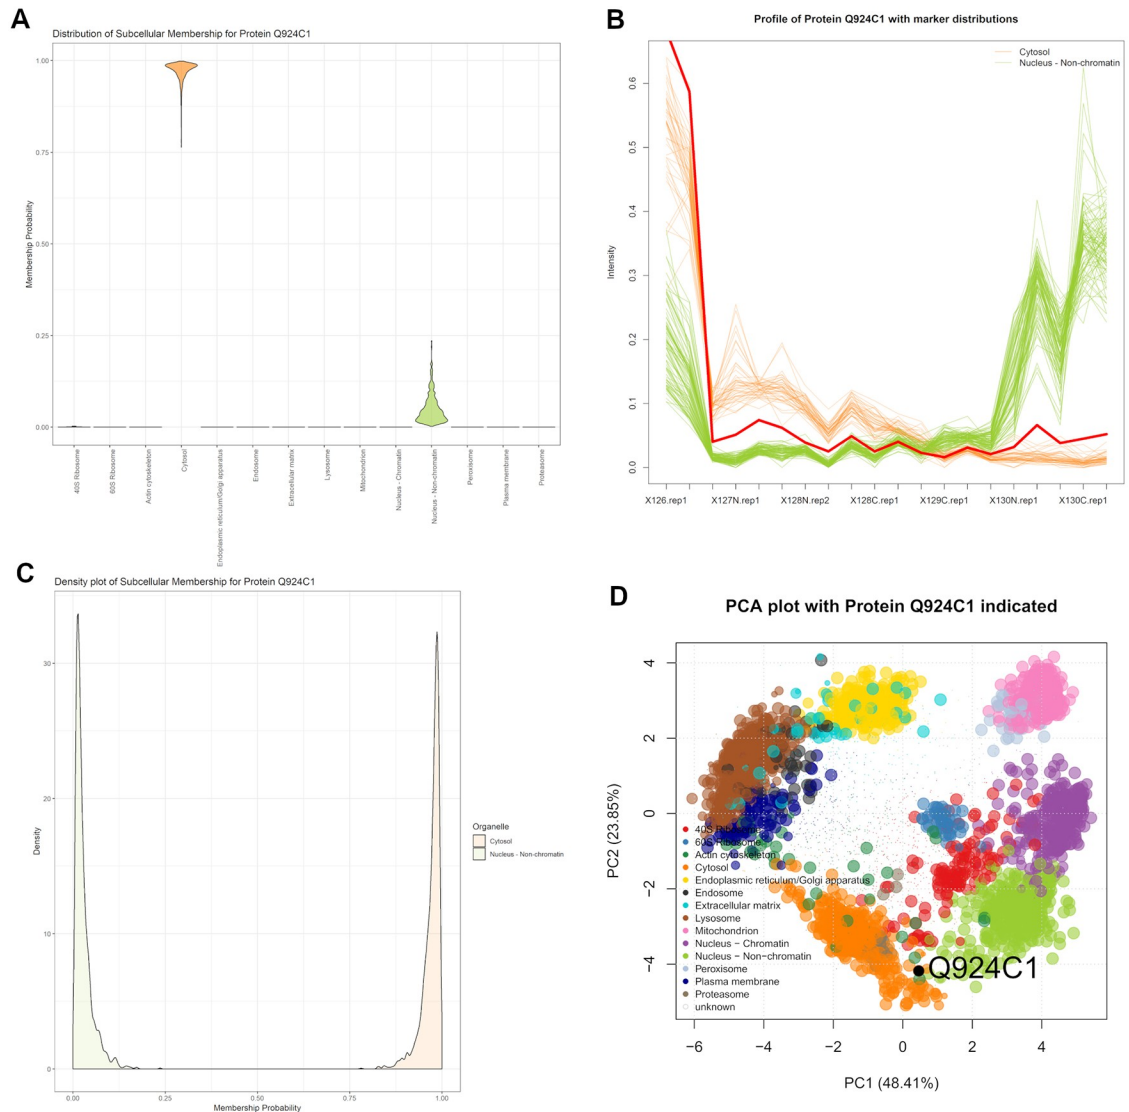 A
Distribution of Subcellular Membership for Protein Q924C1
Membership Probability
1.00
0.75
0.50
0.25
0.00
40S Ribosome
60S Ribosome
Actin cytoskeleton
Cytosol
Endoplasmic reticulum/Golgi apparatus
Endosome
Extracellular matrix
Lysosome
Mitochondrion
Nucleus - Chromatin
Nucleus - Non-chromatin
Peroxisome
Plasma membrane
Proteasome
B
Profile of Protein Q924C1 with marker distributions
Cytosol
Nucleus - Non-chromatin
Intensity
0.6
0.5
0.4
0.3
0.2
0.1
0.0
X126.rep1 X127N.rep1 X128N.rep2 X128C.rep1 X129C.rep1 X130N.rep1 X130C.rep1
C
Density plot of Subcellular Membership for Protein Q924C1
Density
30
20
10
0
0.00 0.25 0.50 0.75 1.00
Membership Probability
Organelle
Cytosol
Nucleus - Non-chromatin
D
PCA plot with Protein Q924C1 indicated
PC2 (23.85%)
4
2
0
−2
−4
40S Ribosome
60S Ribosome
Actin cytoskeleton
Cytosol
Endoplasmic reticulum/Golgi apparatus
Endosome
Extracellular matrix
Lysosome
Mitochondrion
Nucleus − Chromatin
Nucleus − Non−chromatin
Peroxisome
Plasma membrane
Proteasome
unknown
Q924C1
−6 −4 −2 0 2 4
PC1 (48.41%)